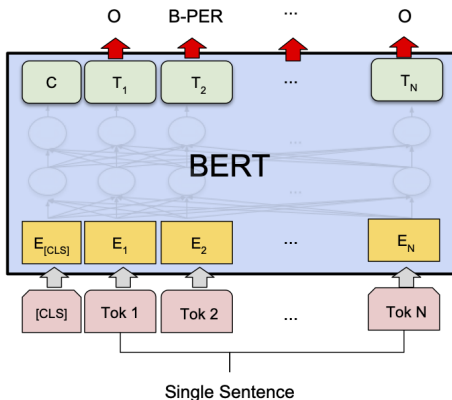 O B-PER ... O
C T1 T2 ... TN
...
BERT
...
E[CLS] E1 E2 ... EN
[CLS] Tok 1 Tok 2 ... Tok N
Single Sentence